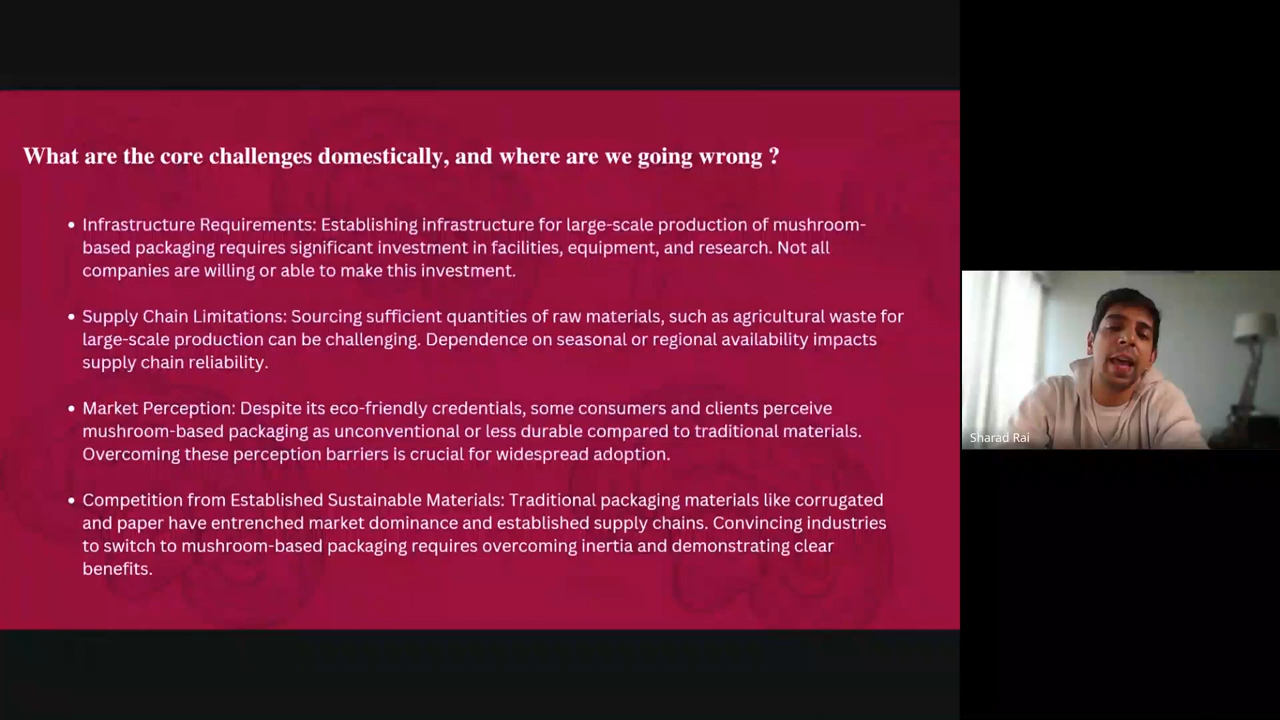 What are the core challenges domestically, and where are we going wrong ?
• Infrastructure Requirements: Establishing infrastructure for large-scale production of mushroom-
based packaging requires significant investment in facilities, equipment, and research. Not all
companies are willing or able to make this investment.
• Supply Chain Limitations: Sourcing sufficient quantities of raw materials, such as agricultural waste for
large-scale production can be challenging. Dependence on seasonal or regional availability impacts
supply chain reliability.
• Market Perception: Despite its eco-friendly credentials, some consumers and clients perceive
mushroom-based packaging as unconventional or less durable compared to traditional materials.
Overcoming these perception barriers is crucial for widespread adoption.
• Competition from Established Sustainable Materials: Traditional packaging materials like corrugated
and paper have entrenched market dominance and established supply chains. Convincing industries
to switch to mushroom-based packaging requires overcoming inertia and demonstrating clear
benefits.
Sharad Rai